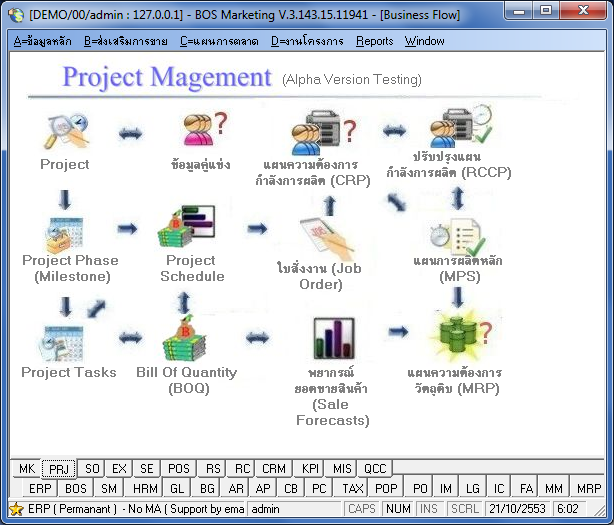 [DEMO/00/admin : 127.0.0.1] - BOS Marketing V.3.143.15.11941 - [Business Flow]
A=ข้อมูลหลัก B=ส่งเสริมการขาย C=แผนการตลาด D=งานโครงการ Reports Window
Project Magement (Alpha Version Testing)
Project
ข้อมูลคู่แข่ง
แผนความต้องการ
กำลังการผลิต (CRP)
ปรับปรุงแผน
กำลังการผลิต (RCCP)
Project Phase
(Milestone)
Project
Schedule
ใบสั่งงาน (Job
Order)
แผนการผลิตหลัก
(MPS)
Project Tasks
Bill Of Quantity
(BOQ)
พยากรณ์
ยอดขายสินค้า
(Sale
Forecasts)
แผนความต้องการ
วัตถุดิบ (MRP)
MK PRJ SO EX SE POS RS RC CRM KPI MIS QCC
ERP BOS SM HRM GL BG AR AP CB PC TAX POP PO IM LG IC FA MM MRP
ERP ( Permanant ) - No MA ( Support by ema admin CAPS NUM INS SCRL 21/10/2553 6:02